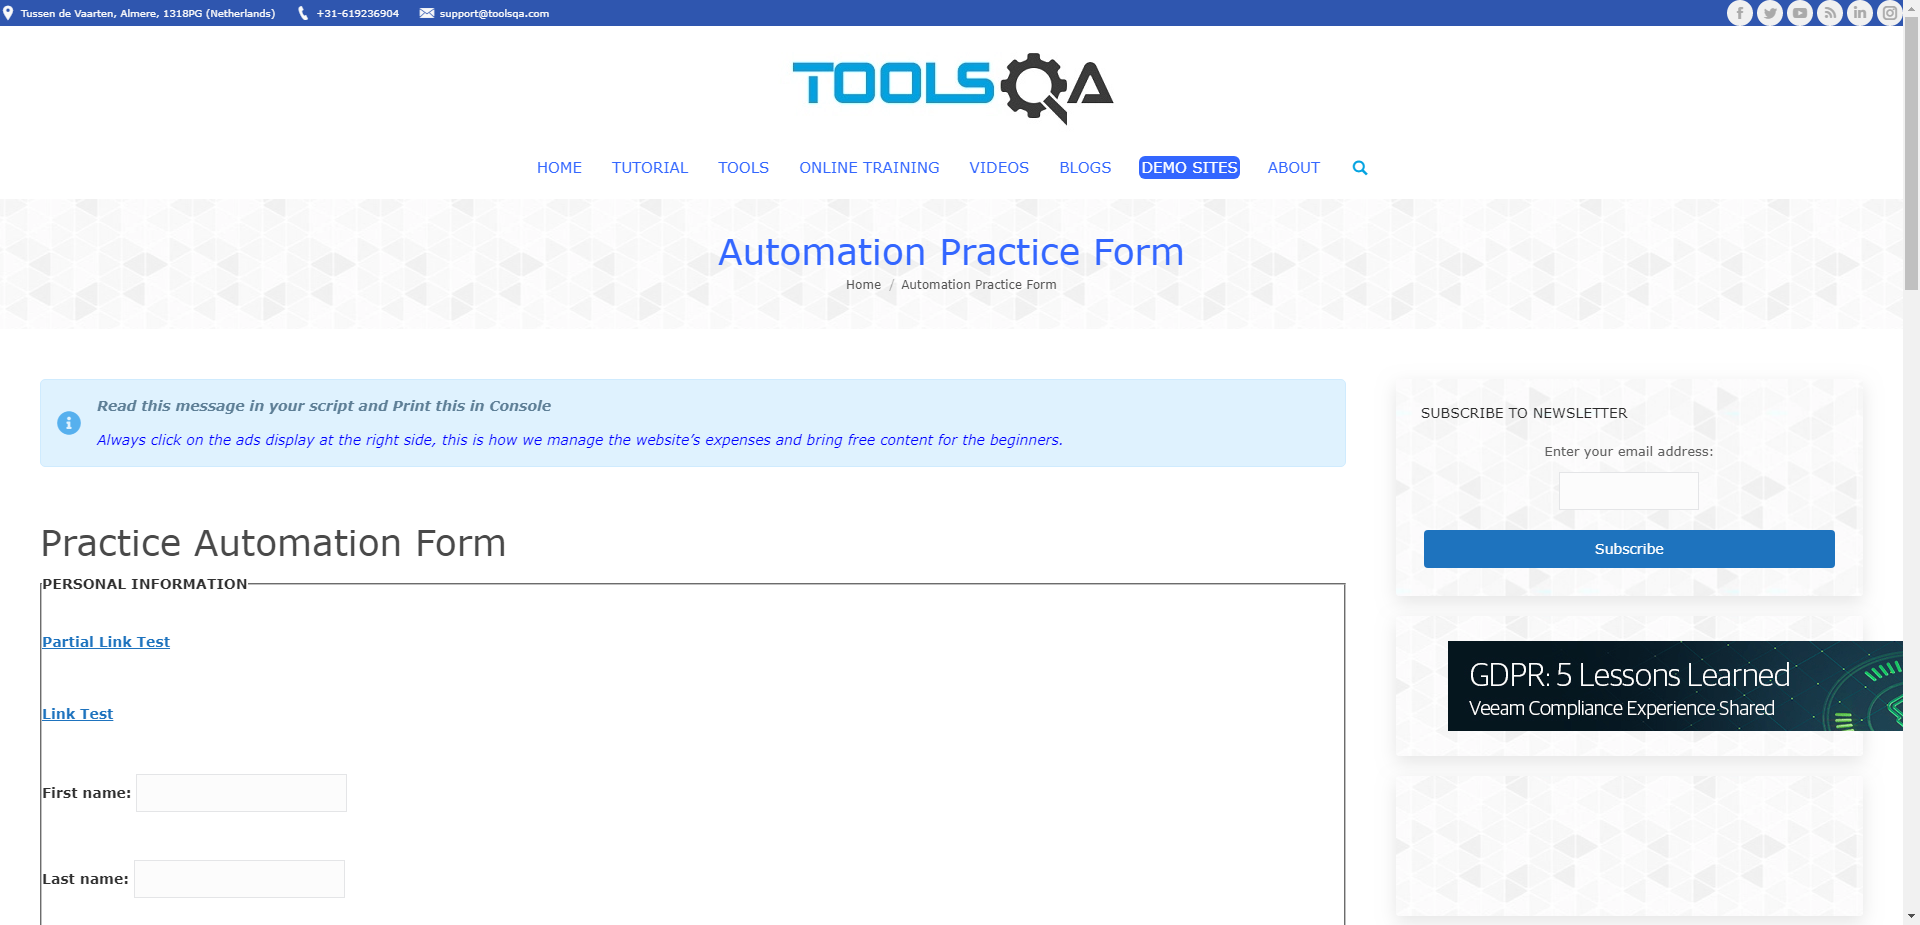 Tussen de Vaarten, Almere, 1318PG (Netherlands) +31-619236904 support@toolsqa.com
TOOLSQA
HOME TUTORIAL TOOLS ONLINE TRAINING VIDEOS BLOGS DEMO SITES ABOUT
Automation Practice Form
Home / Automation Practice Form
Read this message in your script and Print this in Console
Always click on the ads display at the right side, this is how we manage the website’s expenses and bring free content for the beginners.
Practice Automation Form
PERSONAL INFORMATION
Partial Link Test
Link Test
First name:
Last name:
SUBSCRIBE TO NEWSLETTER
Enter your email address:
Subscribe
GDPR: 5 Lessons Learned
Veeam Compliance Experience Shared